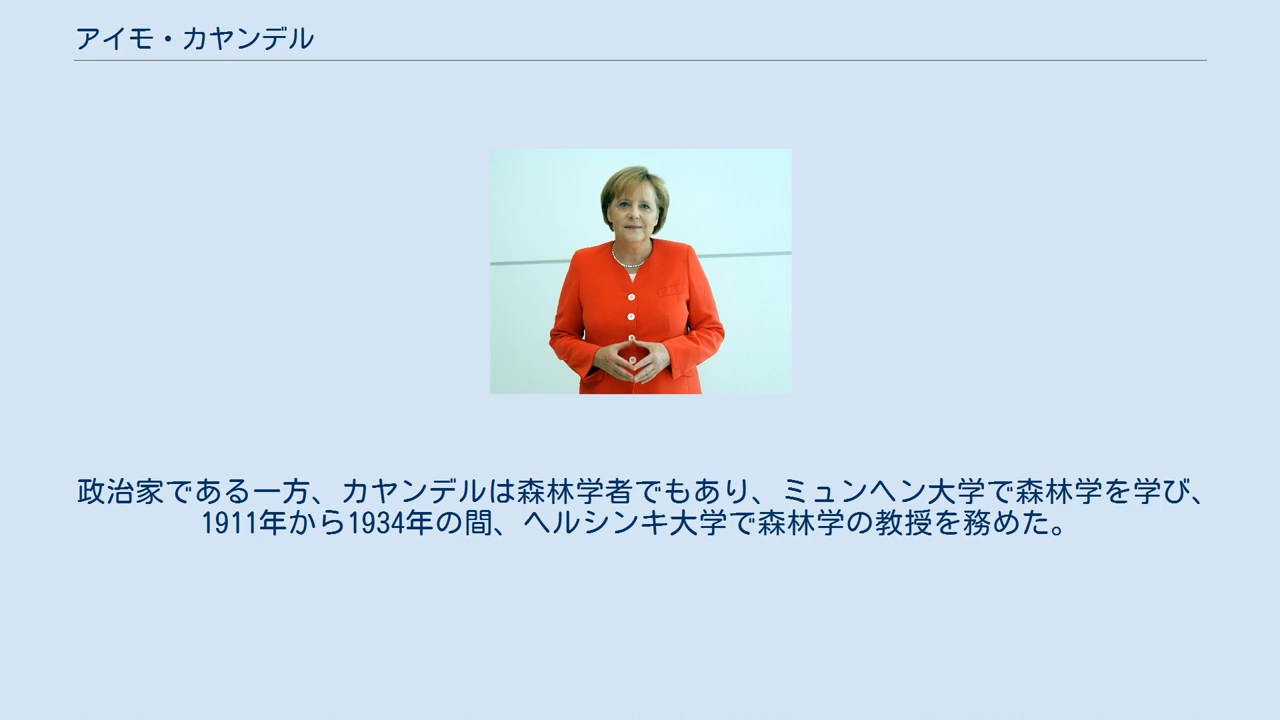 アイモ・カヤンデル
政治家である一方、カヤンデルは森林学者でもあり、ミュンヘン大学で森林学を学び、
1911年から1934年の間、ヘルシンキ大学で森林学の教授を務めた。